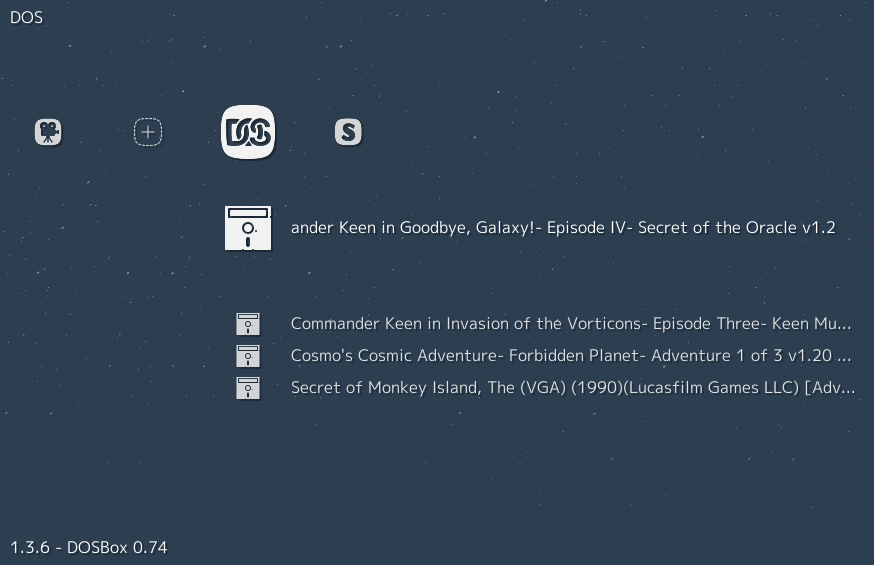 DOS
DOS
S
ander Keen in Goodbye, Galaxy!- Episode IV- Secret of the Oracle v1.2
Commander Keen in Invasion of the Vorticons- Episode Three- Keen Mu...
Cosmo's Cosmic Adventure- Forbidden Planet- Adventure 1 of 3 v1.20 ...
Secret of Monkey Island, The (VGA) (1990)(Lucasfilm Games LLC) [Adv...
1.3.6 - DOSBox 0.74